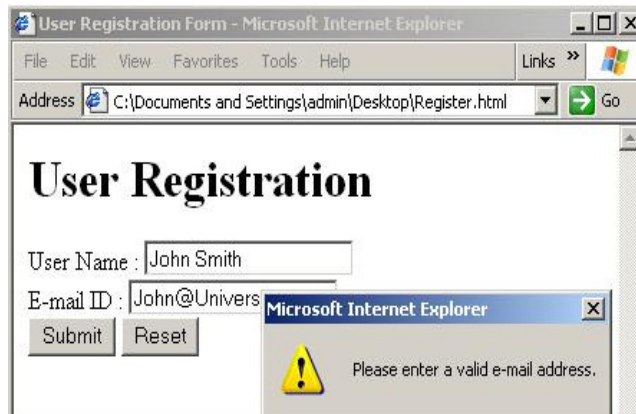 User Registration Form - Microsoft Internet Explorer
File Edit View Favorites Tools Help Links »
Address C:\Documents and Settings\admin\Desktop\Register.html Go
User Registration
User Name : John Smith
E-mail ID : John@Univers
Microsoft Internet Explorer
Submit Reset
Please enter a valid e-mail address.